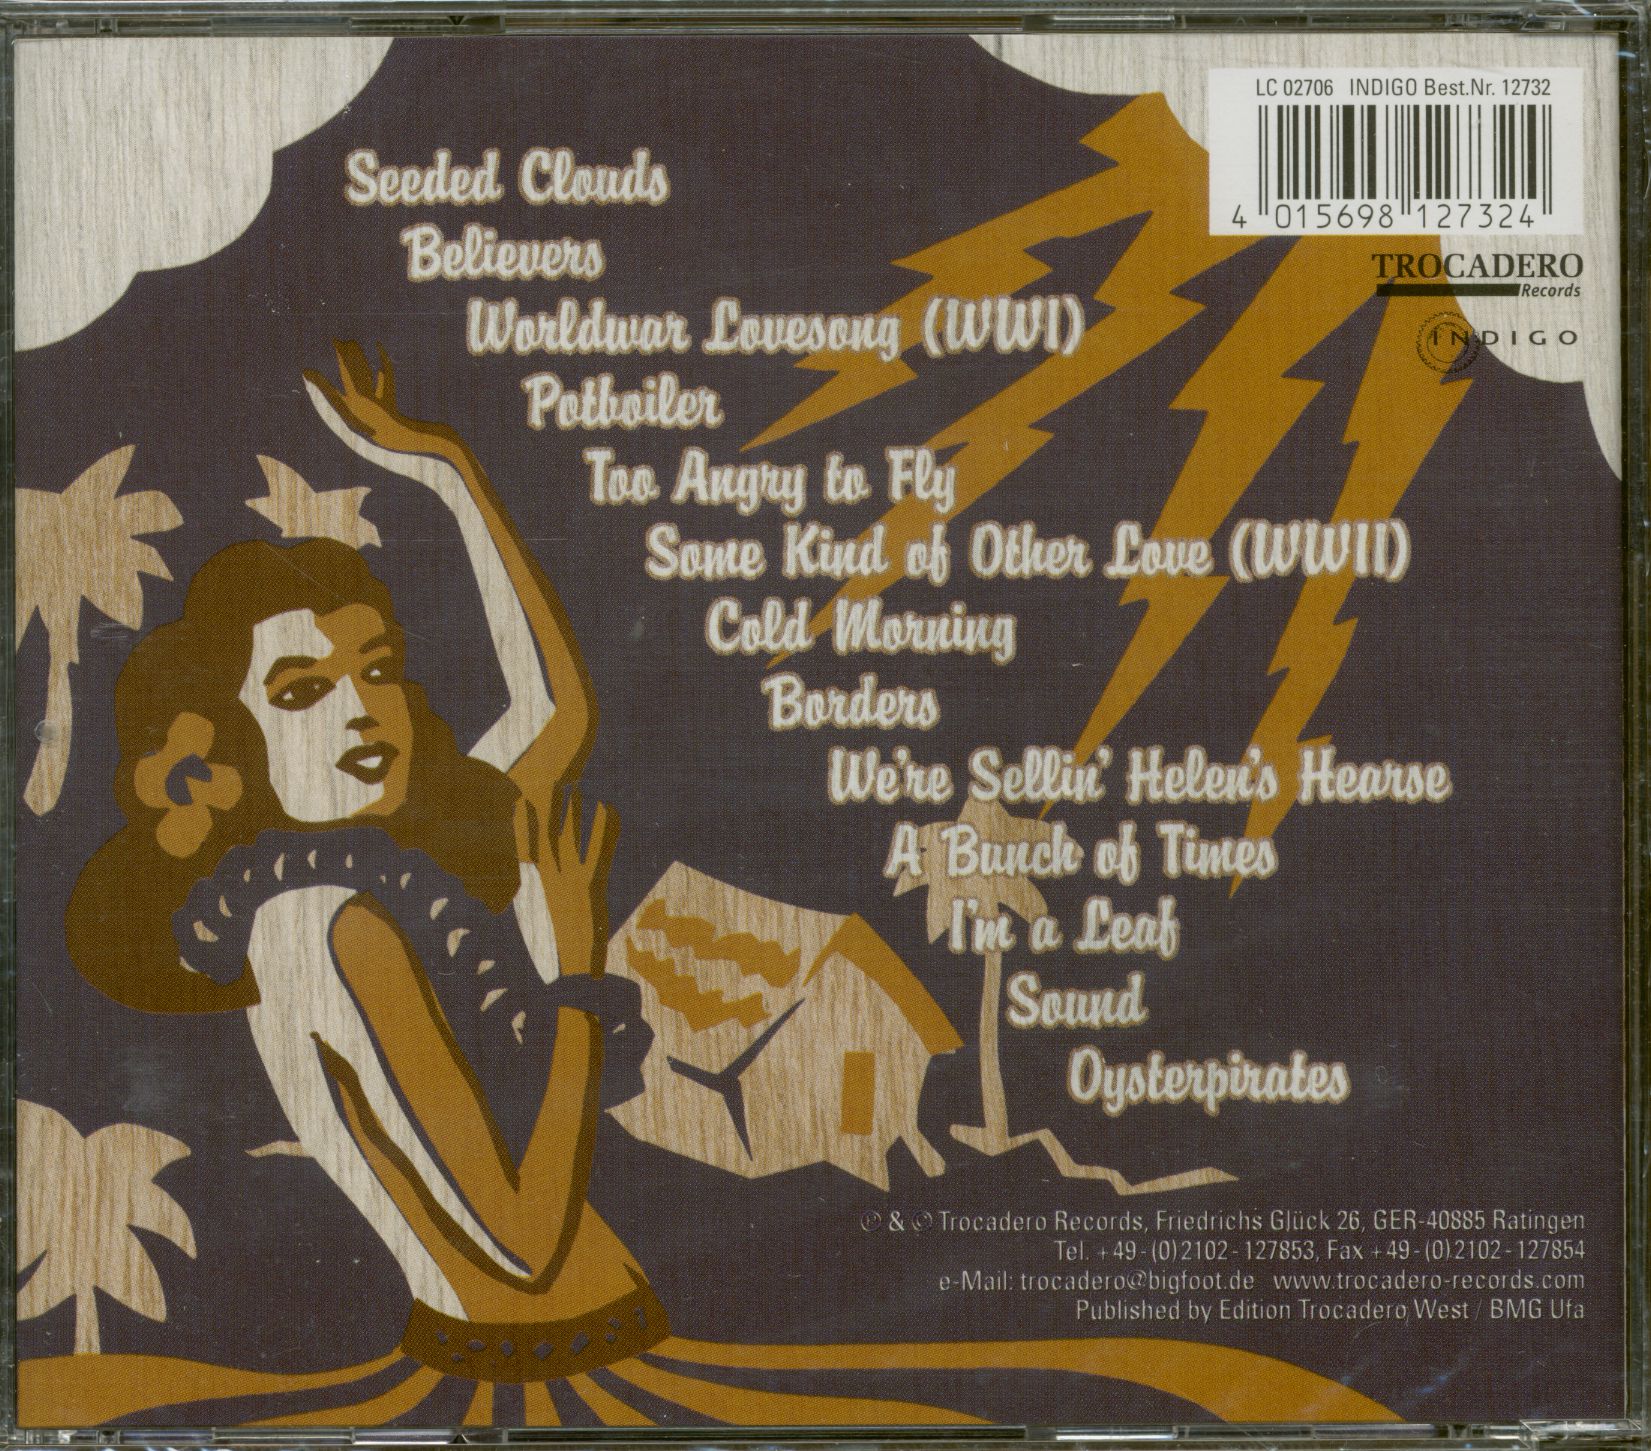 LC 02706 INDIGO Best.Nr. 12732
4 015698 127324
TROCADERO
Records
INDIGO
Seeded Clouds
Believers
Worldwar Lovesong (WWI)
Potboiler
Too Angry to Fly
Some Kind of Other Love (WWII)
Cold Morning
Borders
We're Sellin' Helen's Hearse
A Bunch of Times
I'm a Leaf
Sound
Oysterpirates
℗ & © Trocadero Records, Friedrichs Glück 26, GER-40885 Ratingen
Tel. +49-(0)2102-127853, Fax +49-(0)2102-127854
e-Mail: trocadero@bigfoot.de www.trocadero-records.com
Published by Edition Trocadero West / BMG Ufa